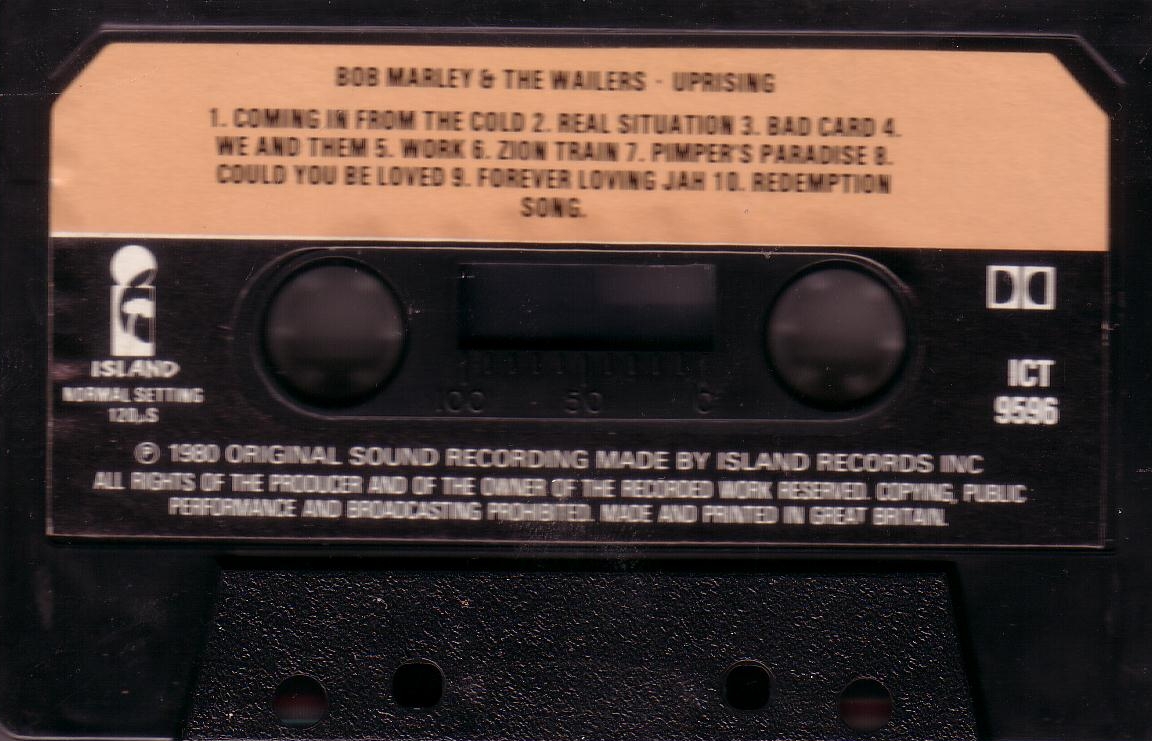 BOB MARLEY & THE WAILERS - UPRISING
1. COMING IN FROM THE COLD 2. REAL SITUATION 3. BAD CARD 4.
WE AND THEM 5. WORK 6. ZION TRAIN 7. PIMPER'S PARADISE 8.
COULD YOU BE LOVED 9. FOREVER LOVING JAH 10. REDEMPTION
SONG.
ISLAND
NORMAL SETTING
120µS
100 50 0
ICT
9596
℗ 1980 ORIGINAL SOUND RECORDING MADE BY ISLAND RECORDS INC
ALL RIGHTS OF THE PRODUCER AND OF THE OWNER OF THE RECORDED WORK RESERVED. COPYING, PUBLIC
PERFORMANCE AND BROADCASTING PROHIBITED. MADE AND PRINTED IN GREAT BRITAIN.